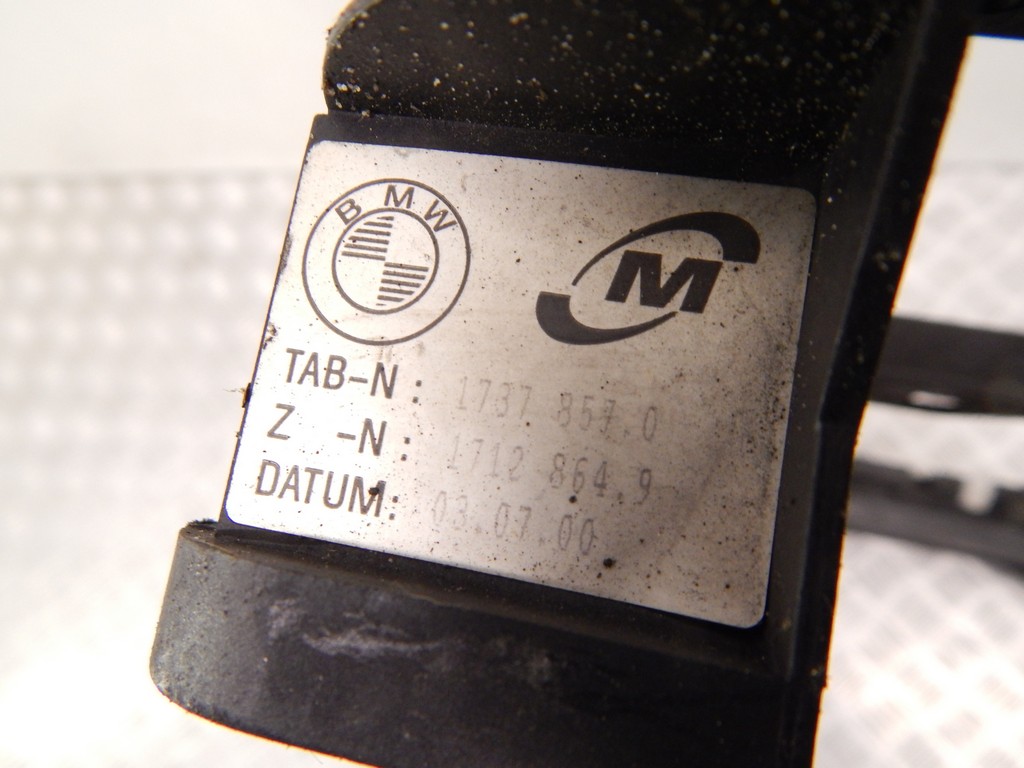 BMW
M
TAB-N: 1737 857.0
Z -N: 1712 864.9
DATUM: 03.07.00